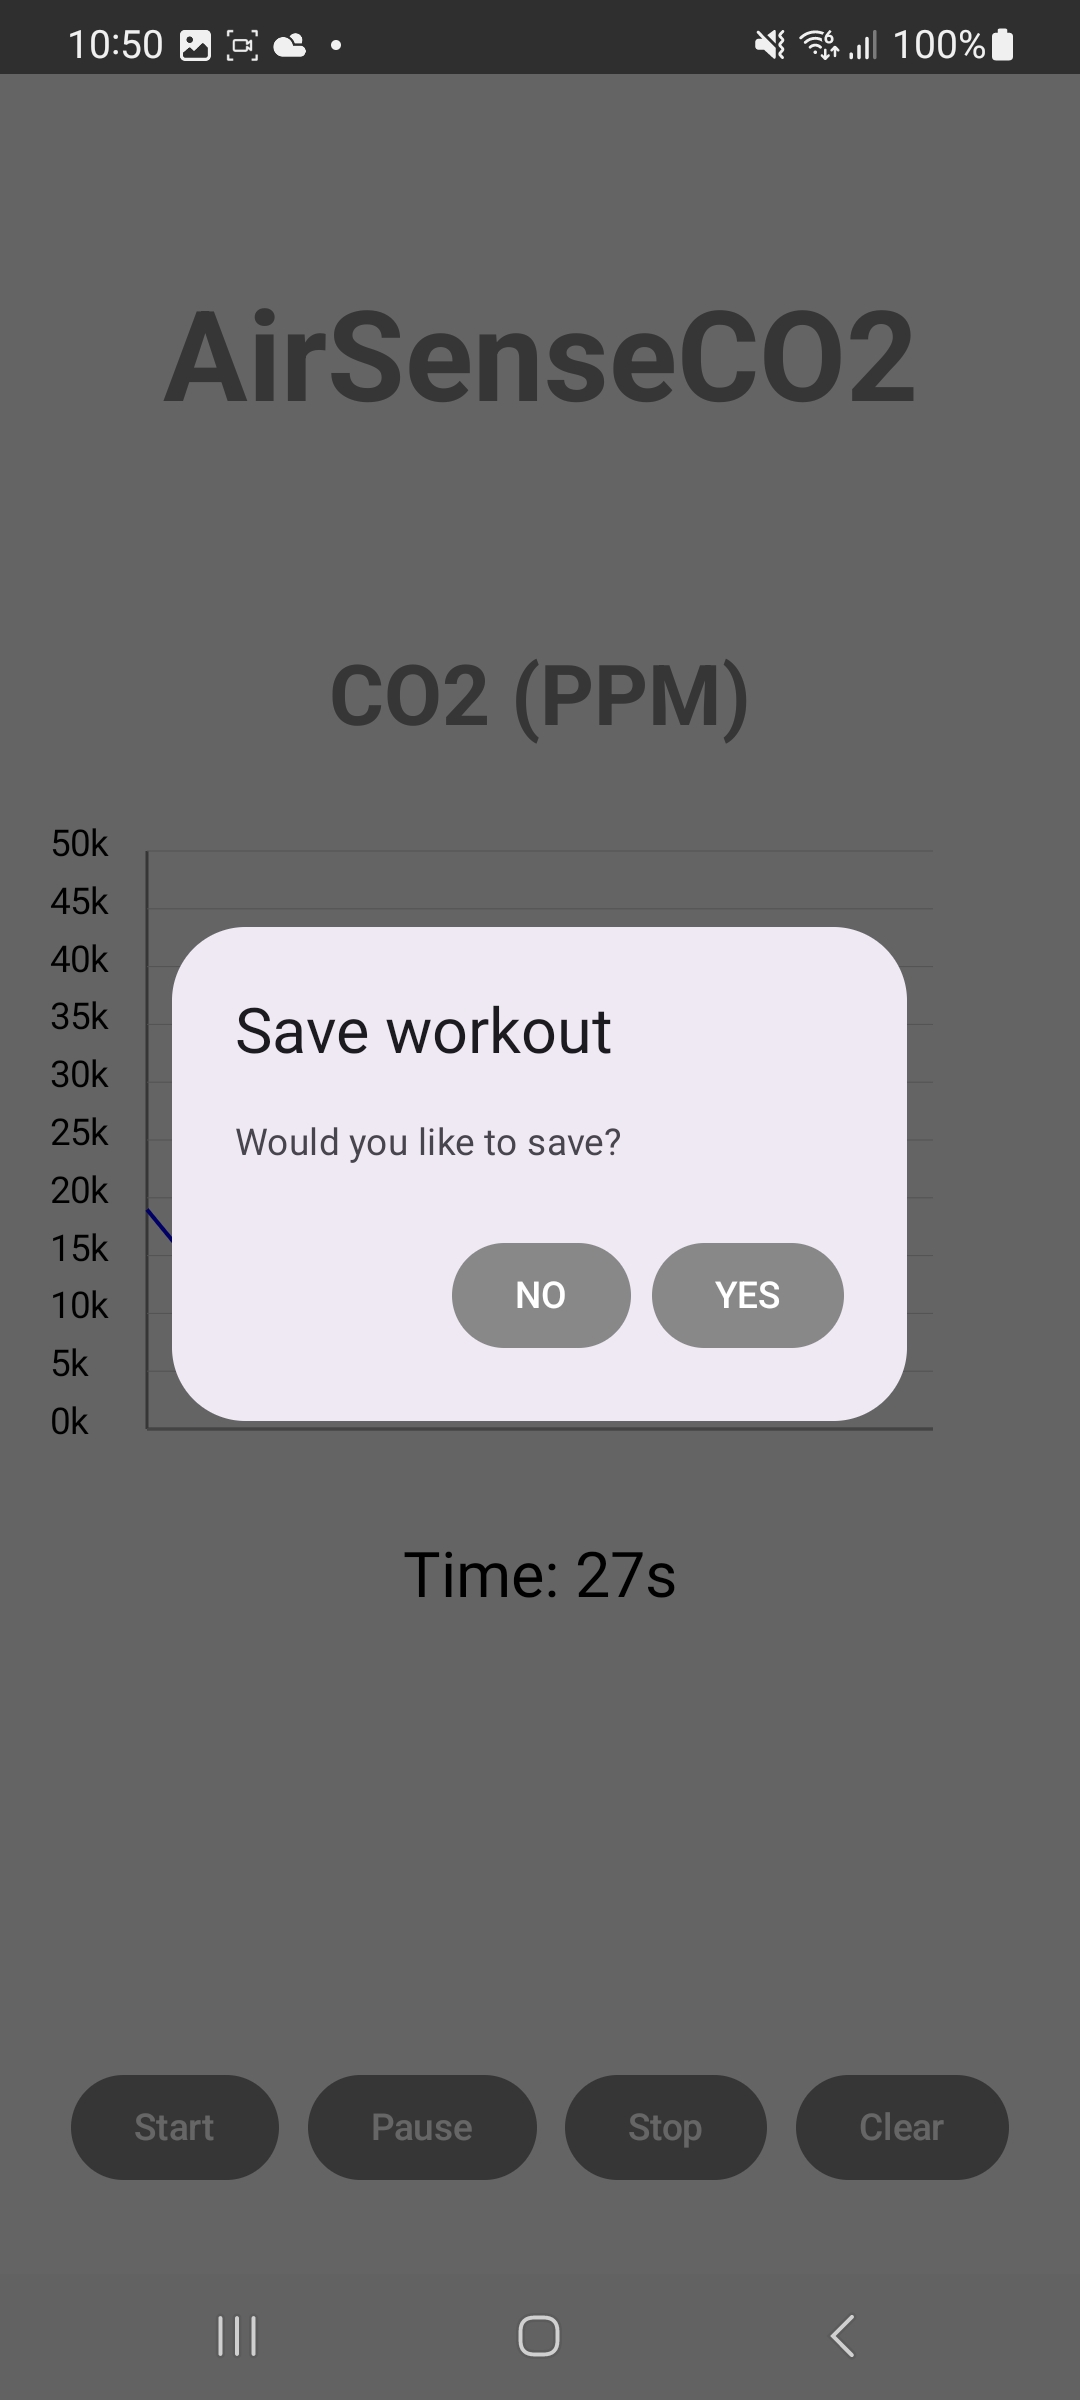 10:50 100%
AirSenseCO2
CO2 (PPM)
50k
45k
40k
35k
30k
25k
20k
15k
10k
5k
0k
Save workout
Would you like to save?
NO YES
Time: 27s
Start Pause Stop Clear